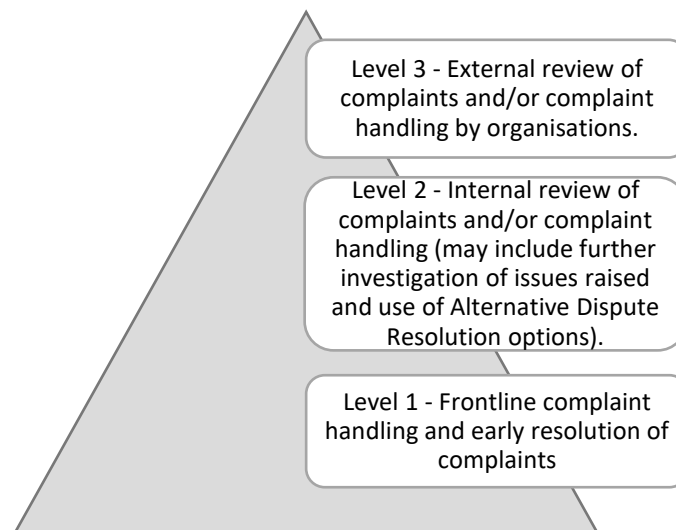 Level 3 - External review of
complaints and/or complaint
handling by organisations.
Level 2 - Internal review of
complaints and/or complaint
handling (may include further
investigation of issues raised
and use of Alternative Dispute
Resolution options).
Level 1 - Frontline complaint
handling and early resolution of
complaints